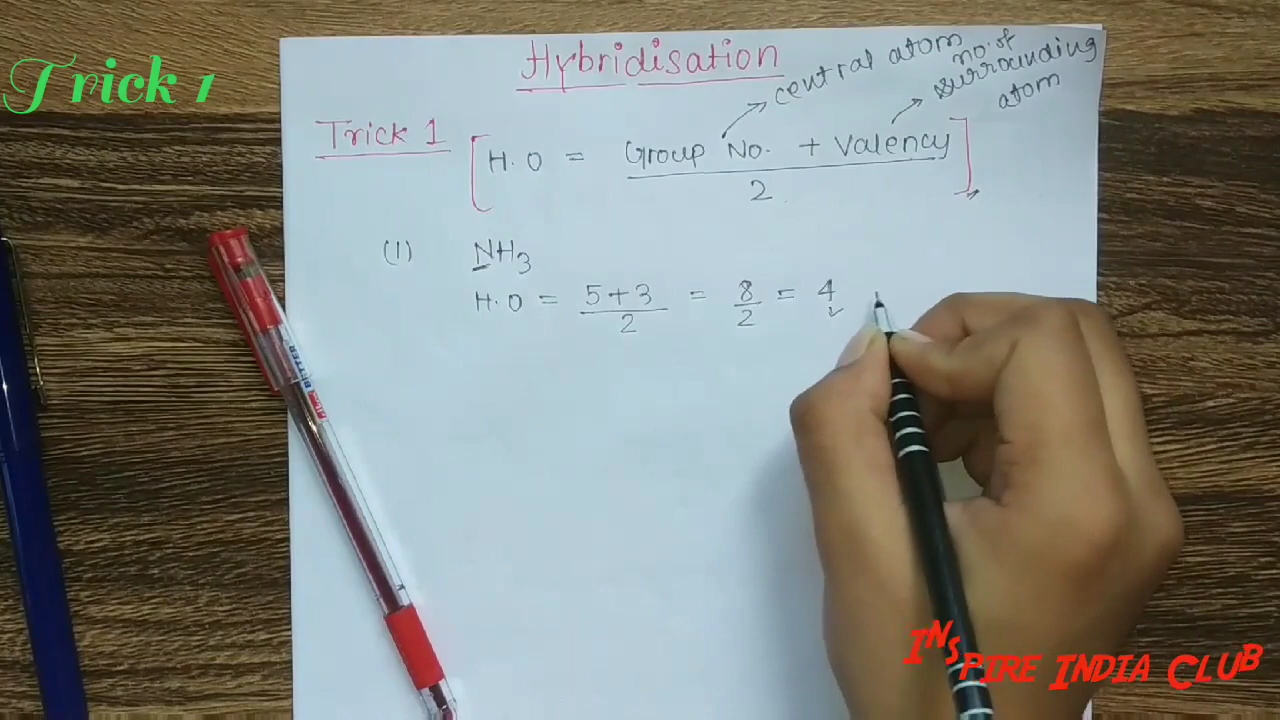 Trick 1
Hybridisation
central atom
no. of
surrounding
atom
Trick 1 [H.O = Group No. + Valency / 2]
(1) NH3
H.O = 5+3 / 2 = 8 / 2 = 4
INSPIRE INDIA CLUB